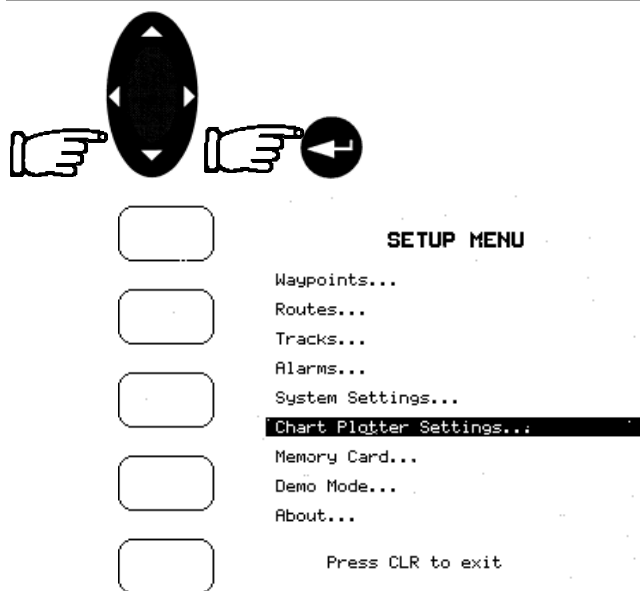 SETUP MENU
Waypoints...
Routes...
Tracks...
Alarms...
System Settings...
Chart Plotter Settings...
Memory Card...
Demo Mode...
About...
Press CLR to exit